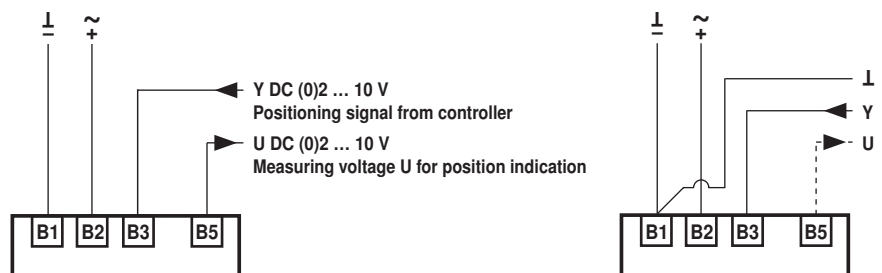 ⊥ ~
− +
Y DC (0)2 … 10 V
Positioning signal from controller
U DC (0)2 … 10 V
Measuring voltage U for position indication
B1 B2 B3 B5
⊥ ~
− +
⊥
Y
U
B1 B2 B3 B5